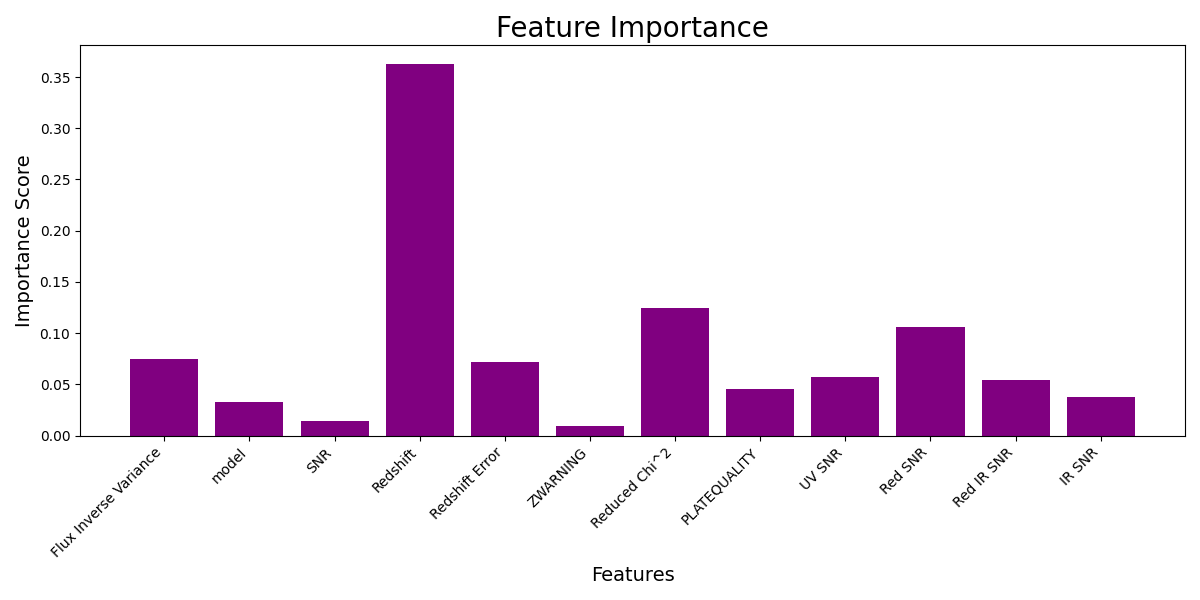 Feature Importance
Importance Score
0.35
0.30
0.25
0.20
0.15
0.10
0.05
0.00
Flux Inverse Variance
model
SNR
Redshift
Redshift Error
ZWARNING
Reduced Chi^2
PLATEQUALITY
UV SNR
Red SNR
Red IR SNR
IR SNR
Features